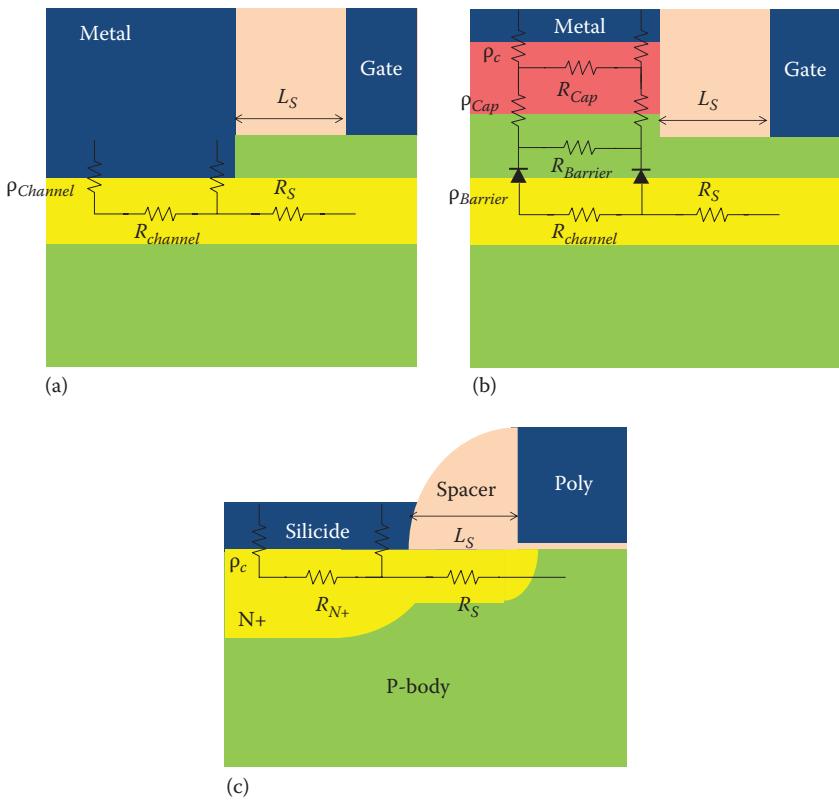 Metal
Gate
L_S
ρ_Channel
R_S
R_channel
(a)
Metal
ρ_c
Gate
R_Cap
ρ_Cap
L_S
R_Barrier
ρ_Barrier
R_S
R_channel
(b)
Spacer
Poly
Silicide
L_S
ρ_c
R_N+
R_S
N+
P-body
(c)